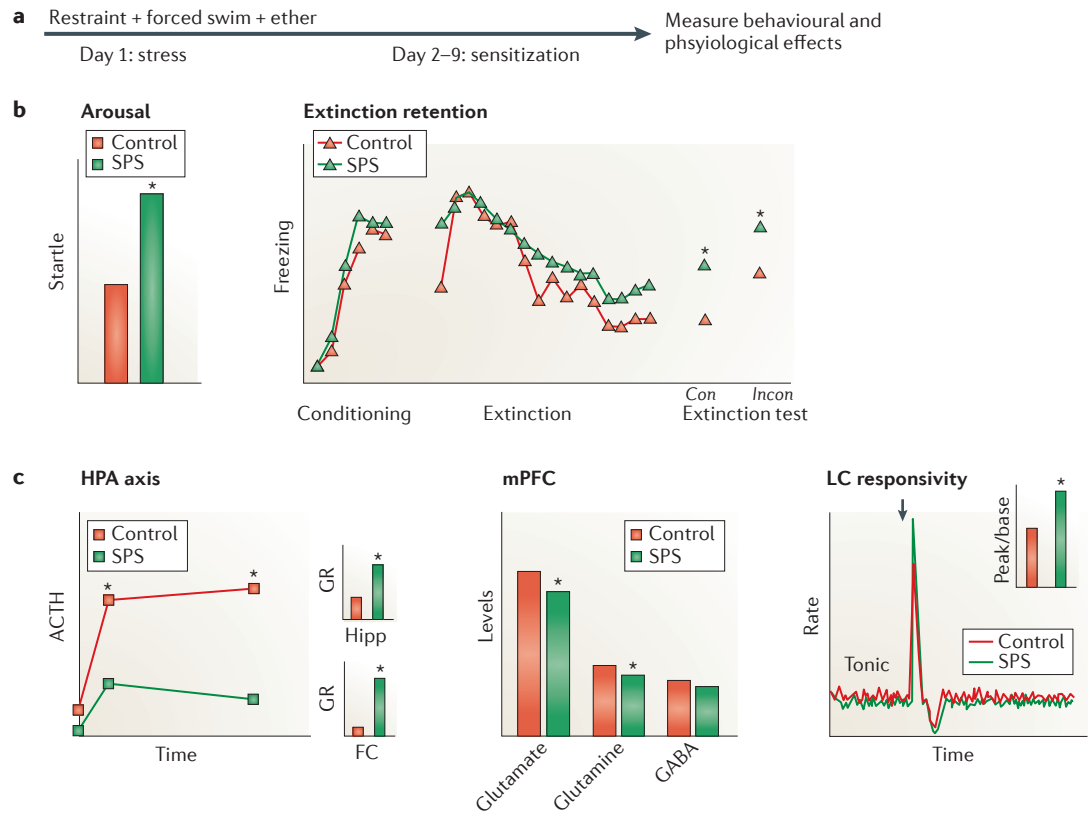 a
Restraint + forced swim + ether
Day 1: stress
Day 2–9: sensitization
Measure behavioural and
phsyiological effects
b
Arousal
Control
SPS
*
Startle
Extinction retention
Control
SPS
Freezing
*
*
Con
Incon
Conditioning
Extinction
Extinction test
c
HPA axis
Control
SPS
*
*
ACTH
Time
*
GR
Hipp
*
GR
FC
mPFC
Control
SPS
*
*
Levels
Glutamate
Glutamine
GABA
LC responsivity
*
Peak/base
Rate
Tonic
Control
SPS
Time